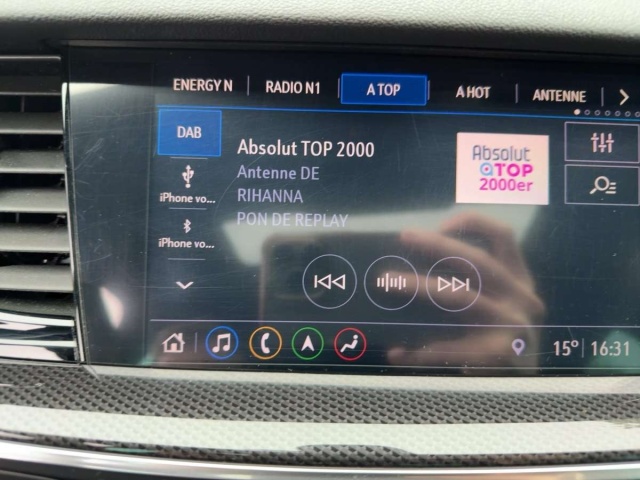 ENERGY N
RADIO N1
A TOP
A HOT
ANTENNE
DAB
Absolut TOP 2000
Antenne DE
RIHANNA
PON DE REPLAY
Absolut
TOP
2000er
iPhone vo...
iPhone vo...
15° 16:31